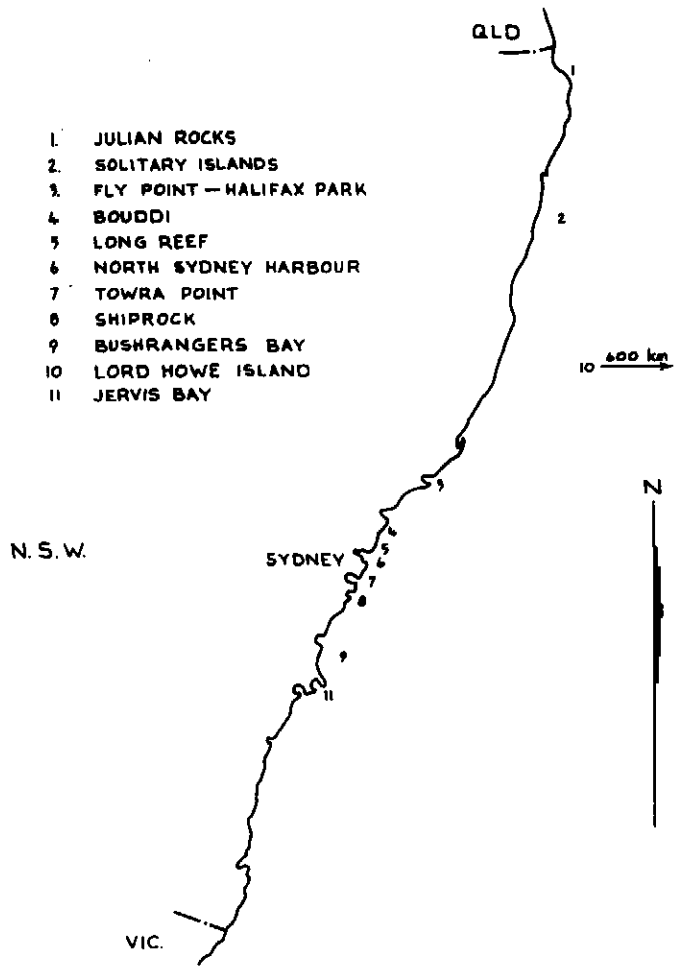 QLD
1
1. JULIAN ROCKS
2. SOLITARY ISLANDS
3. FLY POINT — HALIFAX PARK
4 BOUDDI
5 LONG REEF
6 NORTH SYDNEY HARBOUR
7 TOWRA POINT
8 SHIPROCK
9 BUSHRANGERS BAY
10 LORD HOWE ISLAND
11 JERVIS BAY
2
10 600 km
3
N
4
N.S.W.
SYDNEY
5
6
7
8
9
11
VIC.